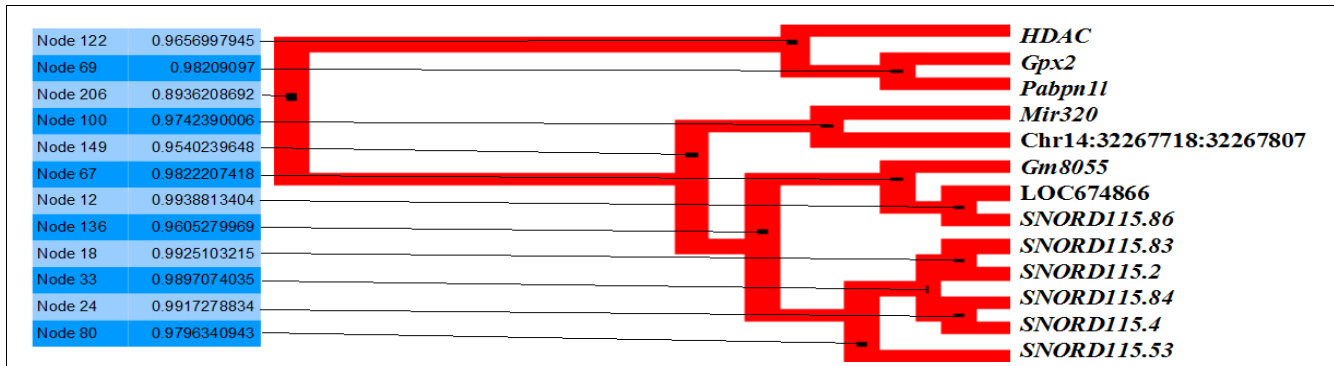 Node 122 0.9656997945
Node 69 0.98209097
Node 206 0.8936208692
Node 100 0.9742390006
Node 149 0.9540239648
Node 67 0.9822207418
Node 12 0.9938813404
Node 136 0.9605279969
Node 18 0.9925103215
Node 33 0.9897074035
Node 24 0.9917278834
Node 80 0.9796340943
HDAC
Gpx2
Pabpn1l
Mir320
Chr14:32267718:32267807
Gm8055
LOC674866
SNORD115.86
SNORD115.83
SNORD115.2
SNORD115.84
SNORD115.4
SNORD115.53